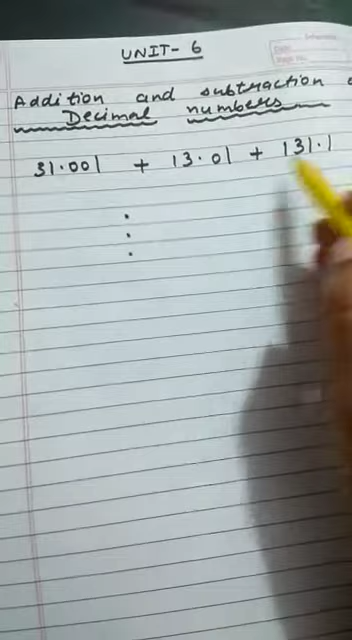 UNIT- 6
Addition and subtraction
Decimal numbers
31.001 + 13.01 + 131.1